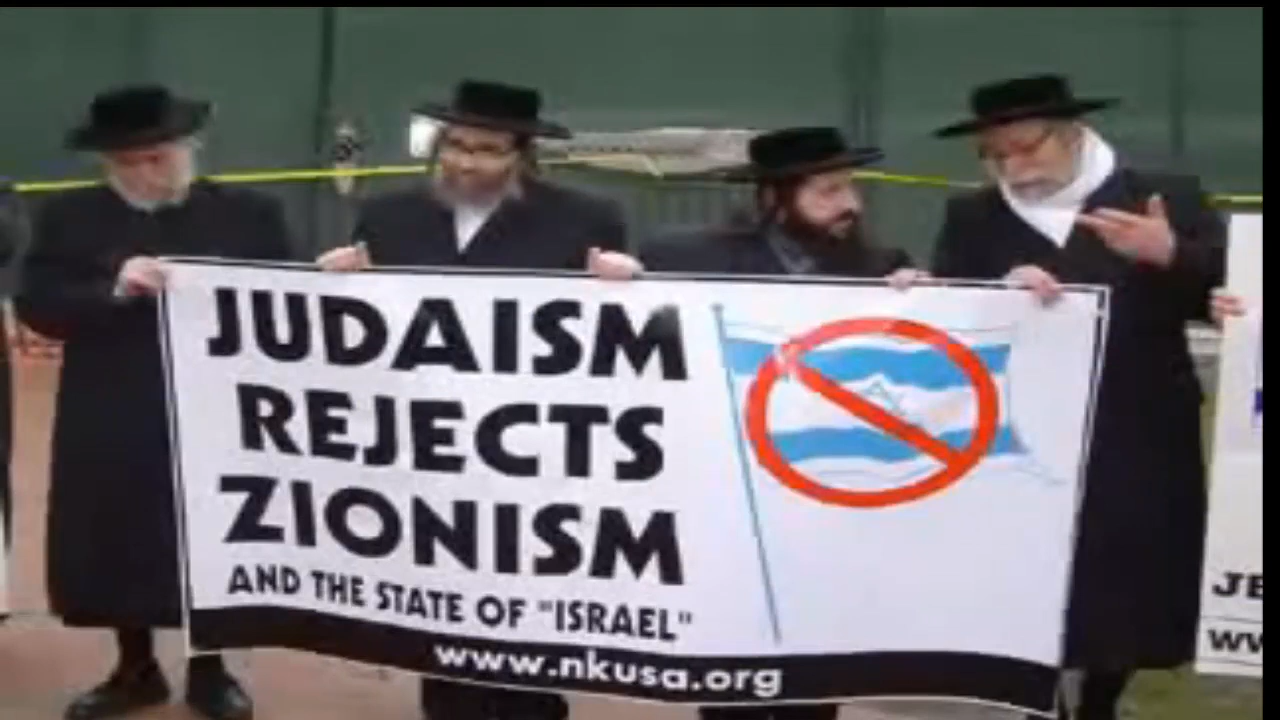 JUDAISM
REJECTS
ZIONISM
AND THE STATE OF "ISRAEL"
www.nkusa.org